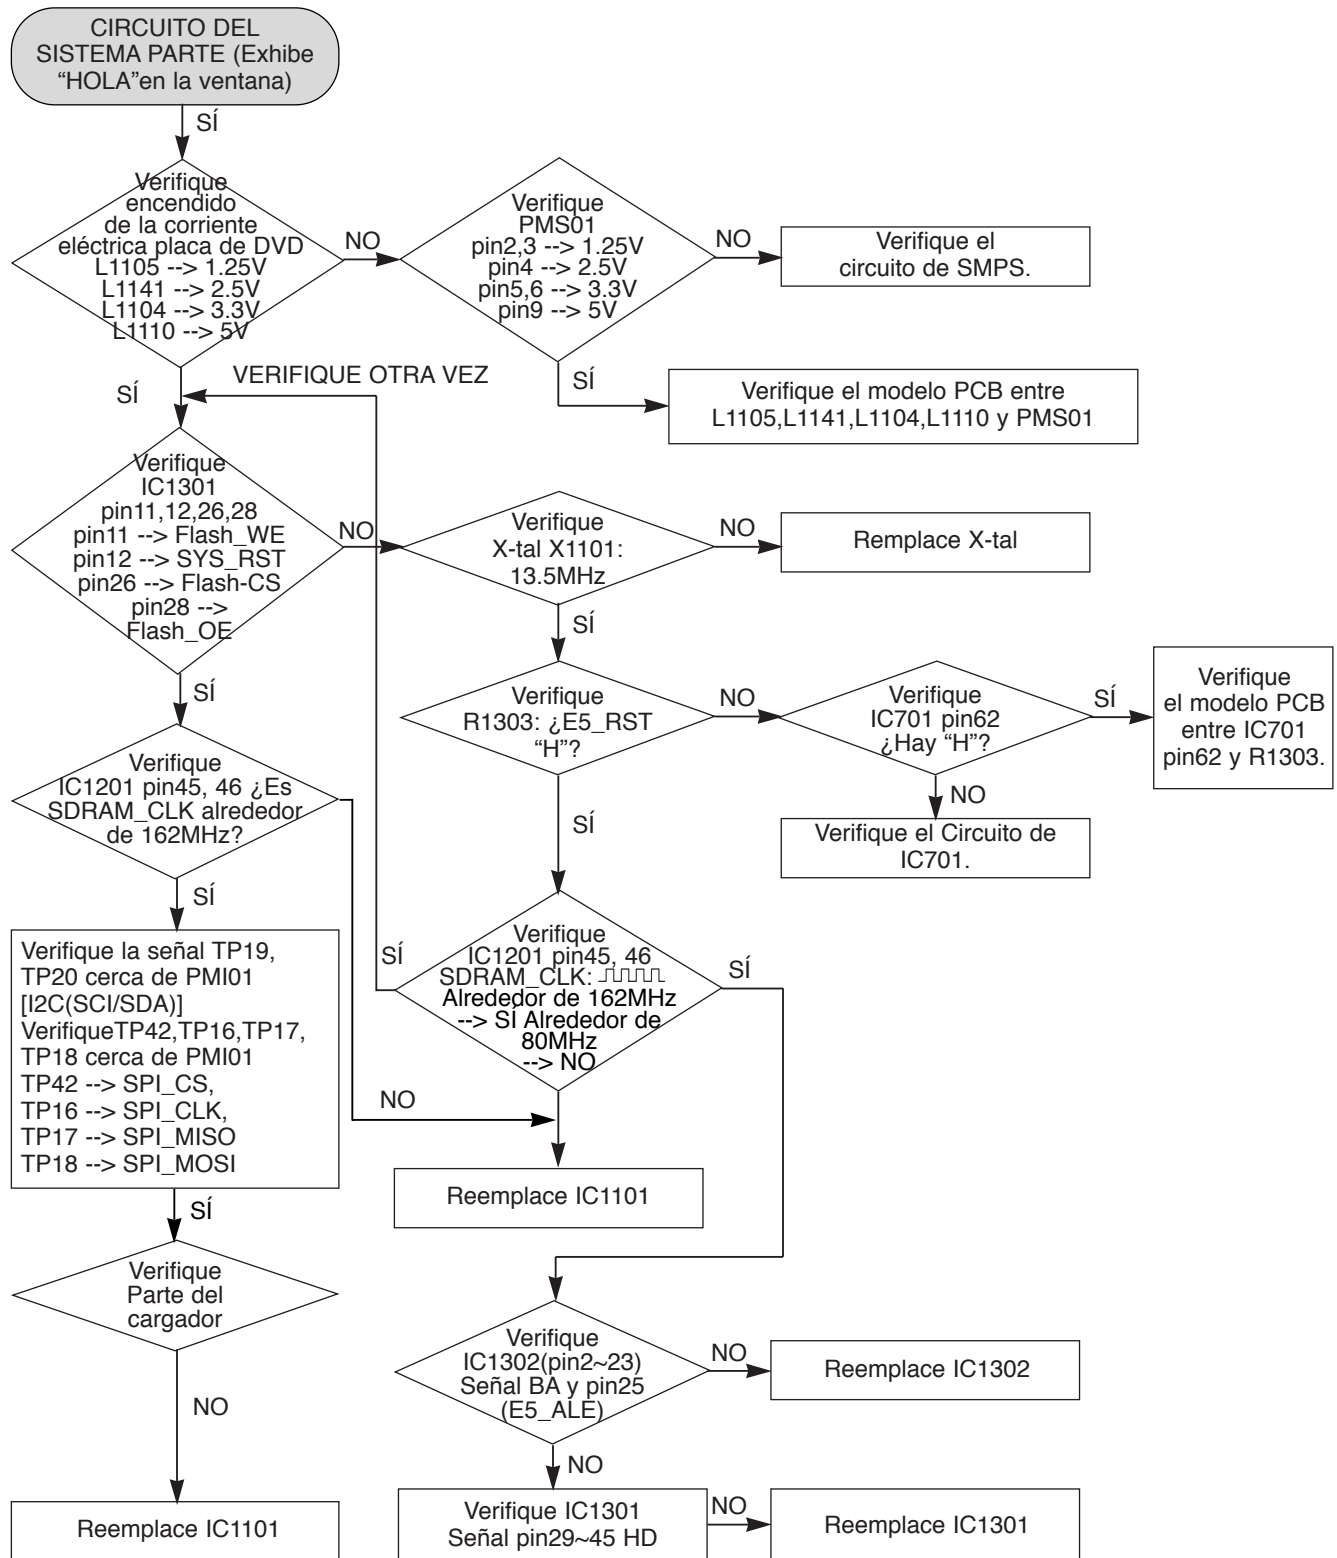 CIRCUITO DEL
SISTEMA PARTE (Exhibe
“HOLA”en la ventana)
SÍ
Verifique
encendido
de la corriente
eléctrica placa de DVD
L1105 --> 1.25V
L1141 --> 2.5V
L1104 --> 3.3V
L1110 --> 5V
NO
Verifique
PMS01
pin2,3 --> 1.25V
pin4 --> 2.5V
pin5,6 --> 3.3V
pin9 --> 5V
NO
Verifique el
circuito de SMPS.
SÍ
Verifique el modelo PCB entre
L1105,L1141,L1104,L1110 y PMS01
SÍ
VERIFIQUE OTRA VEZ
Verifique
IC1301
pin11,12,26,28
pin11 --> Flash_WE
pin12 --> SYS_RST
pin26 --> Flash-CS
pin28 -->
Flash_OE
NO
Verifique
X-tal X1101:
13.5MHz
NO
Remplace X-tal
SÍ
Verifique
R1303: ¿E5_RST
“H”?
NO
Verifique
IC701 pin62
¿Hay “H”?
SÍ
Verifique
el modelo PCB
entre IC701
pin62 y R1303.
NO
Verifique el Circuito de
IC701.
SÍ
Verifique
IC1201 pin45, 46 ¿Es
SDRAM_CLK alrededor
de 162MHz?
SÍ
SÍ
Verifique
IC1201 pin45, 46
SDRAM_CLK:
Alrededor de 162MHz
--> SÍ Alrededor de
80MHz
--> NO
SÍ
SÍ
Verifique la señal TP19,
TP20 cerca de PMI01
[I2C(SCI/SDA)]
VerifiqueTP42,TP16,TP17,
TP18 cerca de PMI01
TP42 --> SPI_CS,
TP16 --> SPI_CLK,
TP17 --> SPI_MISO
TP18 --> SPI_MOSI
NO
Reemplace IC1101
SÍ
Verifique
Parte del
cargador
NO
Reemplace IC1101
Verifique
IC1302(pin2~23)
Señal BA y pin25
(E5_ALE)
NO
Reemplace IC1302
NO
Verifique IC1301
Señal pin29~45 HD
NO
Reemplace IC1301